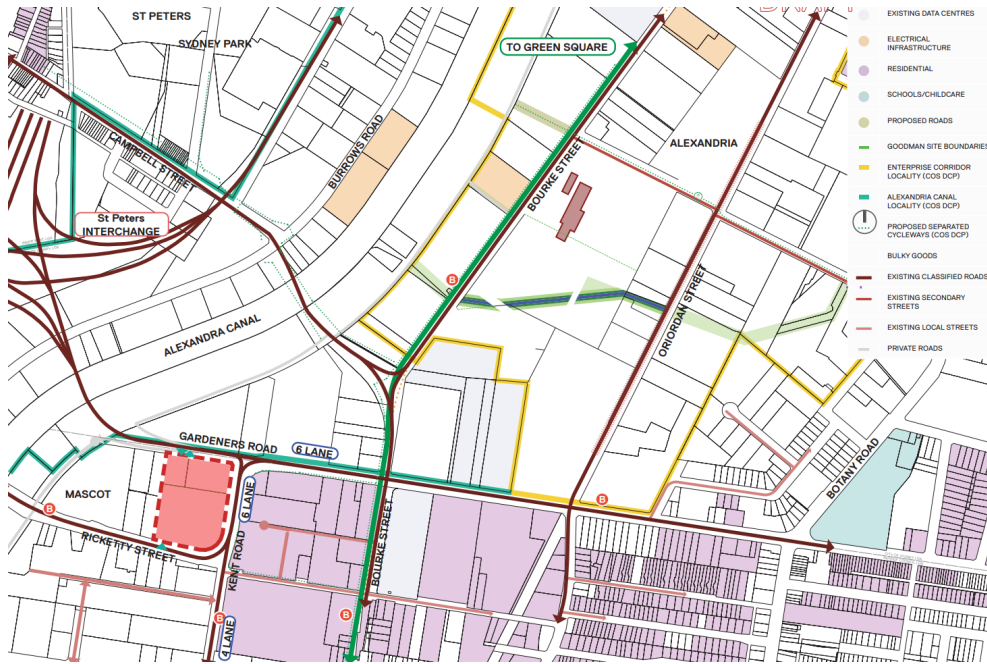 ST PETERS
SYDNEY PARK
TO GREEN SQUARE
BURROWS ROAD
CAMPBELL STREET
St Peters
INTERCHANGE
BOURKE STREET
ALEXANDRIA
B
ORIORDAN STREET
ALEXANDRA CANAL
GARDENERS ROAD
6 LANE
BOTANY ROAD
MASCOT
6 LANE
B
B
RICKETTY STREET
KENT ROAD
BOURKE STREET
B
B
4 LANE
EXISTING DATA CENTRES
ELECTRICAL
INFRASTRUCTURE
RESIDENTIAL
SCHOOLS/CHILDCARE
PROPOSED ROADS
GOODMAN SITE BOUNDARIES
ENTERPRISE CORRIDOR
LOCALITY (COS DCP)
ALEXANDRIA CANAL
LOCALITY (COS DCP)
PROPOSED SEPARATED
CYCLEWAYS (COS DCP)
BULKY GOODS
EXISTING CLASSIFIED ROADS
EXISTING SECONDARY
STREETS
EXISTING LOCAL STREETS
PRIVATE ROADS